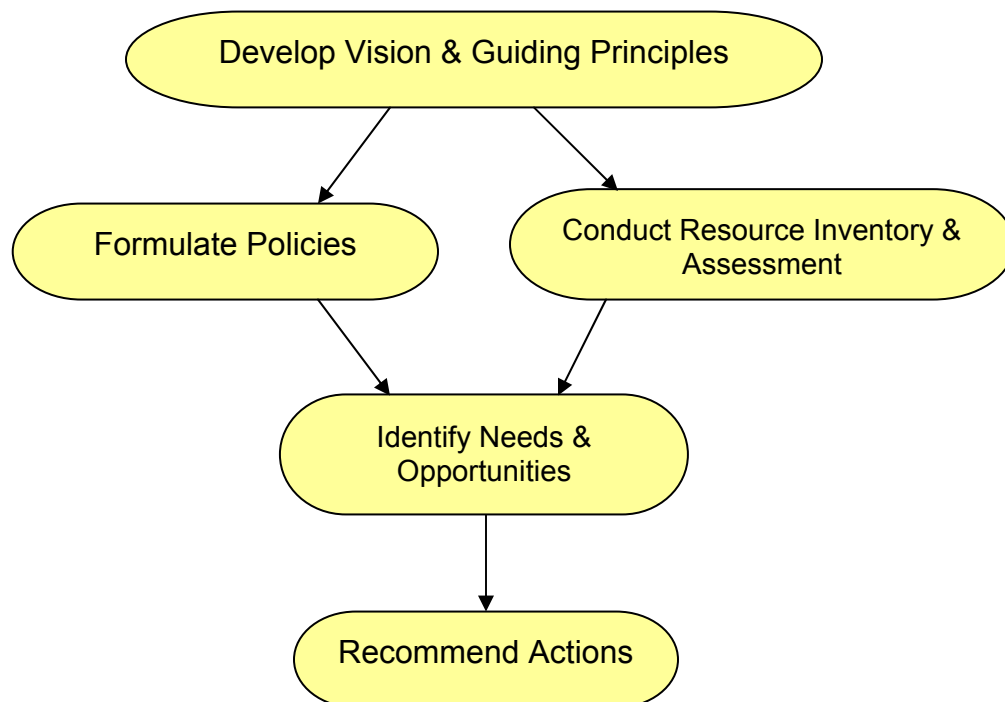 Develop Vision & Guiding Principles
Formulate Policies
Conduct Resource Inventory &
Assessment
Identify Needs &
Opportunities
Recommend Actions